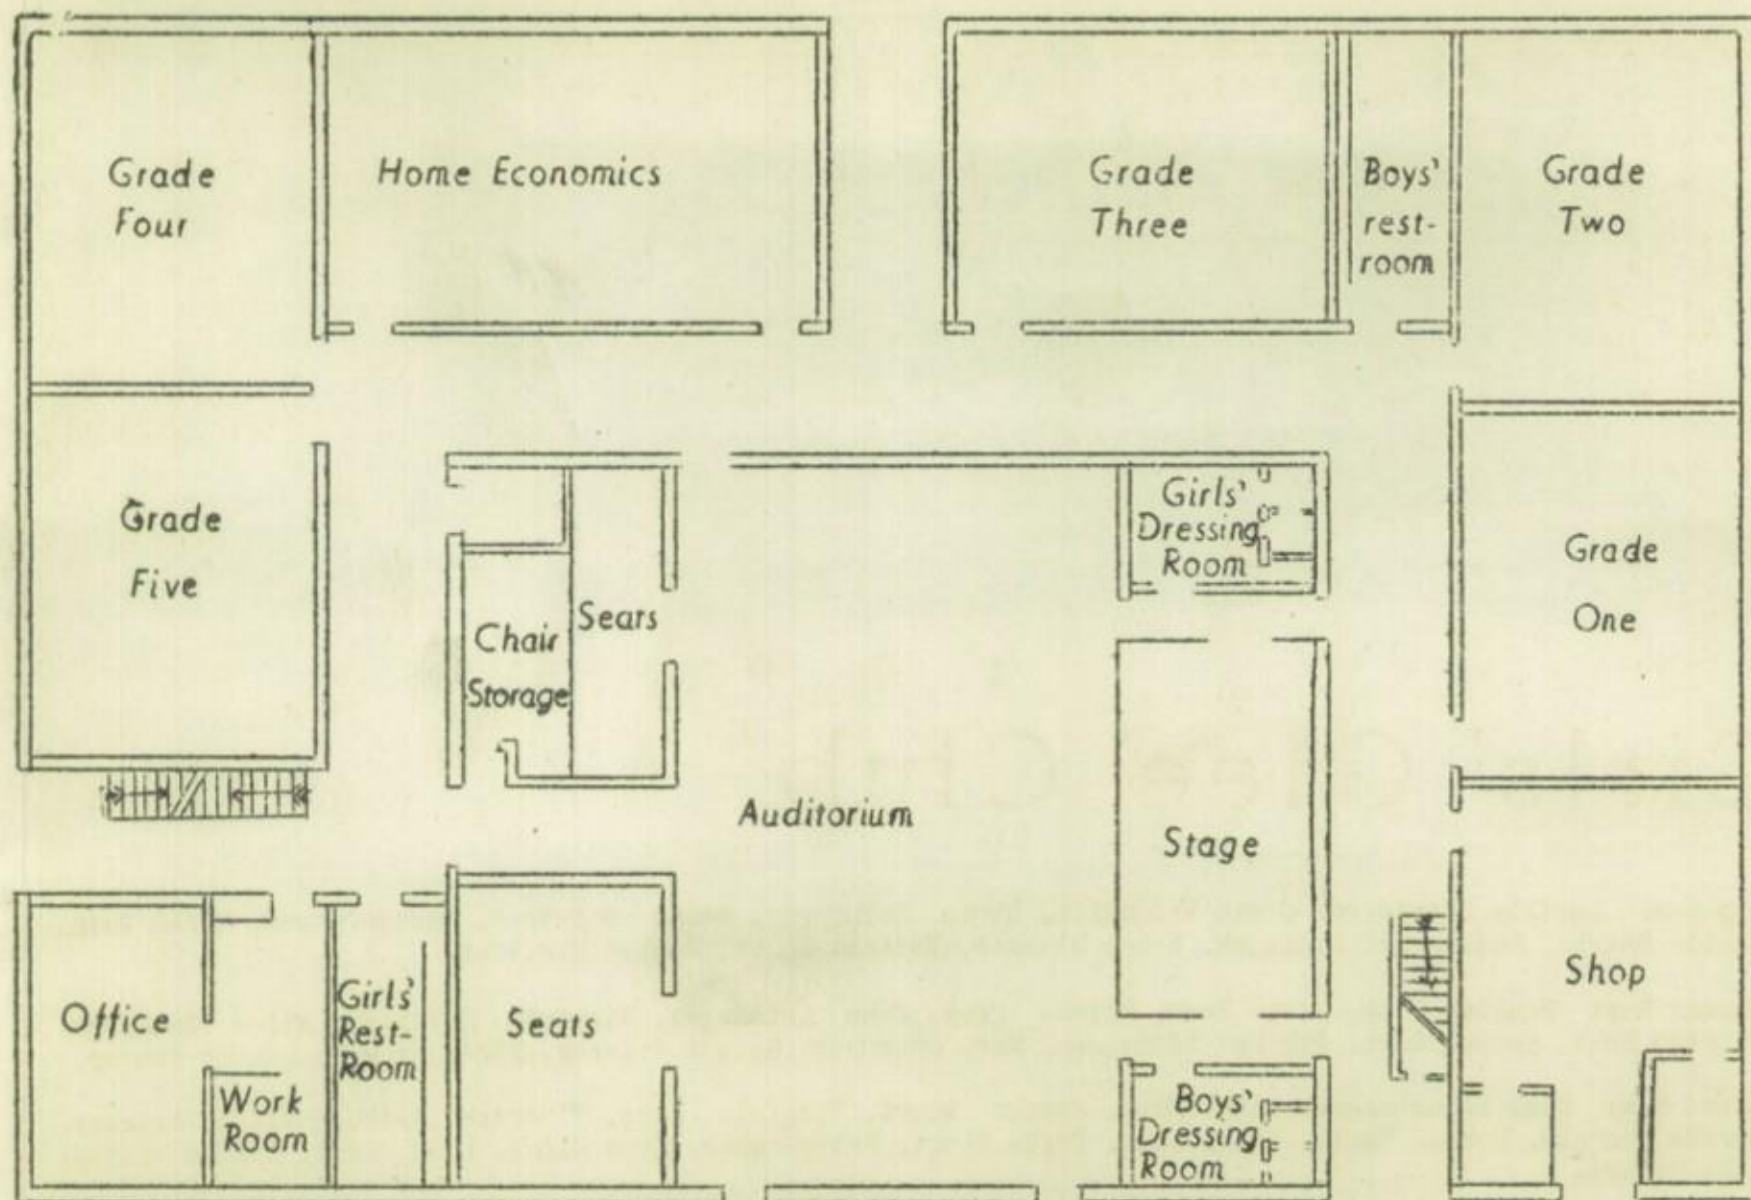 Grade
Four
Home Economics
Grade
Three
Boys'
rest-
room
Grade
Two
Grade
Five
Chair
Storage
Seats
Girls'
Dressing
Room
Grade
One
Auditorium
Stage
Office
Work
Room
Girls'
Rest-
Room
Seats
Boys'
Dressing
Room
Shop